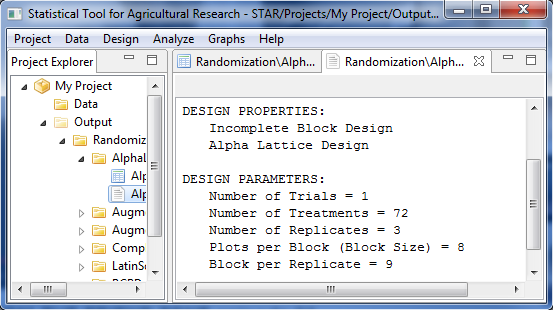 Statistical Tool for Agricultural Research - STAR/Projects/My Project/Output...
Project Data Design Analyze Graphs Help
Project Explorer
My Project
Data
Output
Randomiz
AlphaL
Alp
Alp
Augm
Augm
Comp
LatinS
Randomization\Alph...
Randomization\Alph...
DESIGN PROPERTIES:
Incomplete Block Design
Alpha Lattice Design
DESIGN PARAMETERS:
Number of Trials = 1
Number of Treatments = 72
Number of Replicates = 3
Plots per Block (Block Size) = 8
Block per Replicate = 9